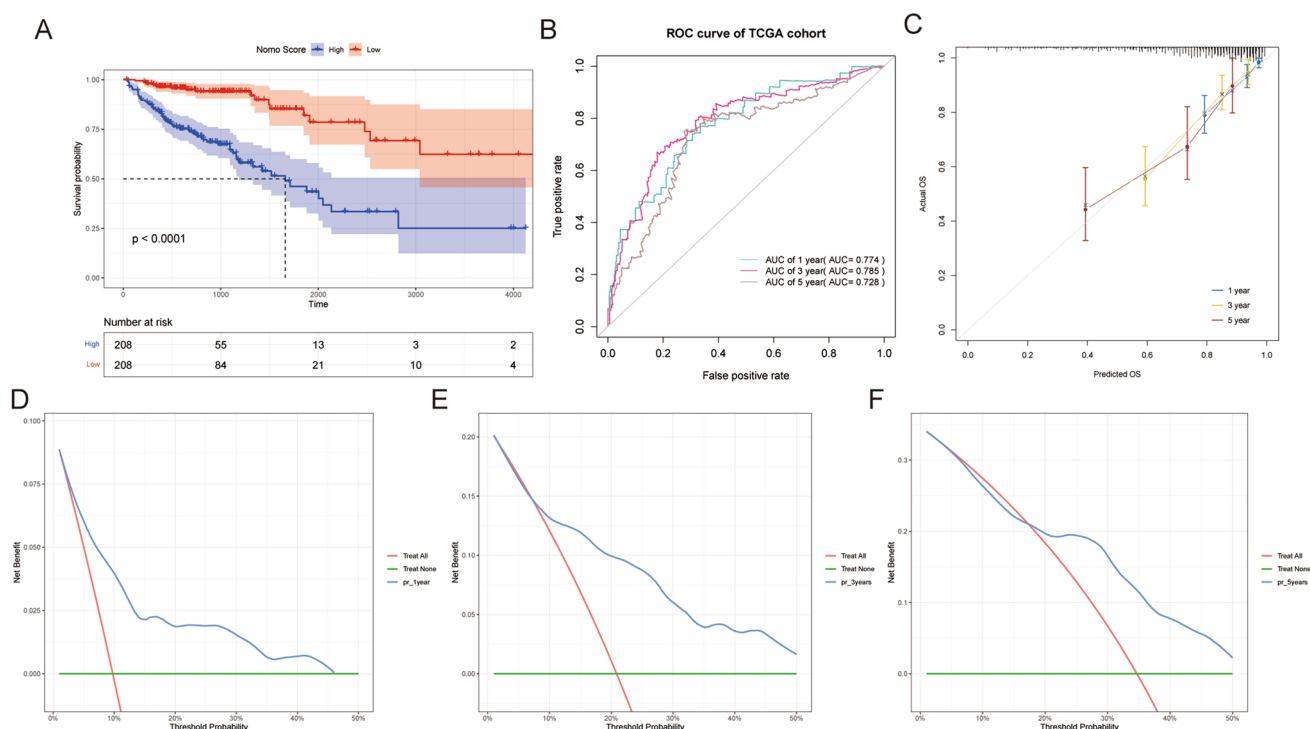 A
Nomo Score High Low
1.00
0.75
0.50
0.25
0.00
Survival probability
p < 0.0001
0 1000 2000 3000 4000
Time
Number at risk
High 208 55 13 3 2
Low 208 84 21 10 4
B
ROC curve of TCGA cohort
1.0
0.8
0.6
0.4
0.2
0.0
True positive rate
AUC of 1 year( AUC= 0.774 )
AUC of 3 year( AUC= 0.785 )
AUC of 5 year( AUC= 0.728 )
0.0 0.2 0.4 0.6 0.8 1.0
False positive rate
C
1.0
0.8
0.6
0.4
0.2
0.0
Actual OS
1 year
3 year
5 year
0.0 0.2 0.4 0.6 0.8 1.0
Predicted OS
D
0.100
0.075
0.050
0.025
0.000
Net Benefit
Treat All
Treat None
pr_1year
0% 10% 20% 30% 40% 50%
Threshold Probability
E
0.20
0.15
0.10
0.05
0.00
Net Benefit
Treat All
Treat None
pr_3years
0% 10% 20% 30% 40% 50%
Threshold Probability
F
0.3
0.2
0.1
0.0
Net Benefit
Treat All
Treat None
pr_5years
0% 10% 20% 30% 40% 50%
Threshold Probability